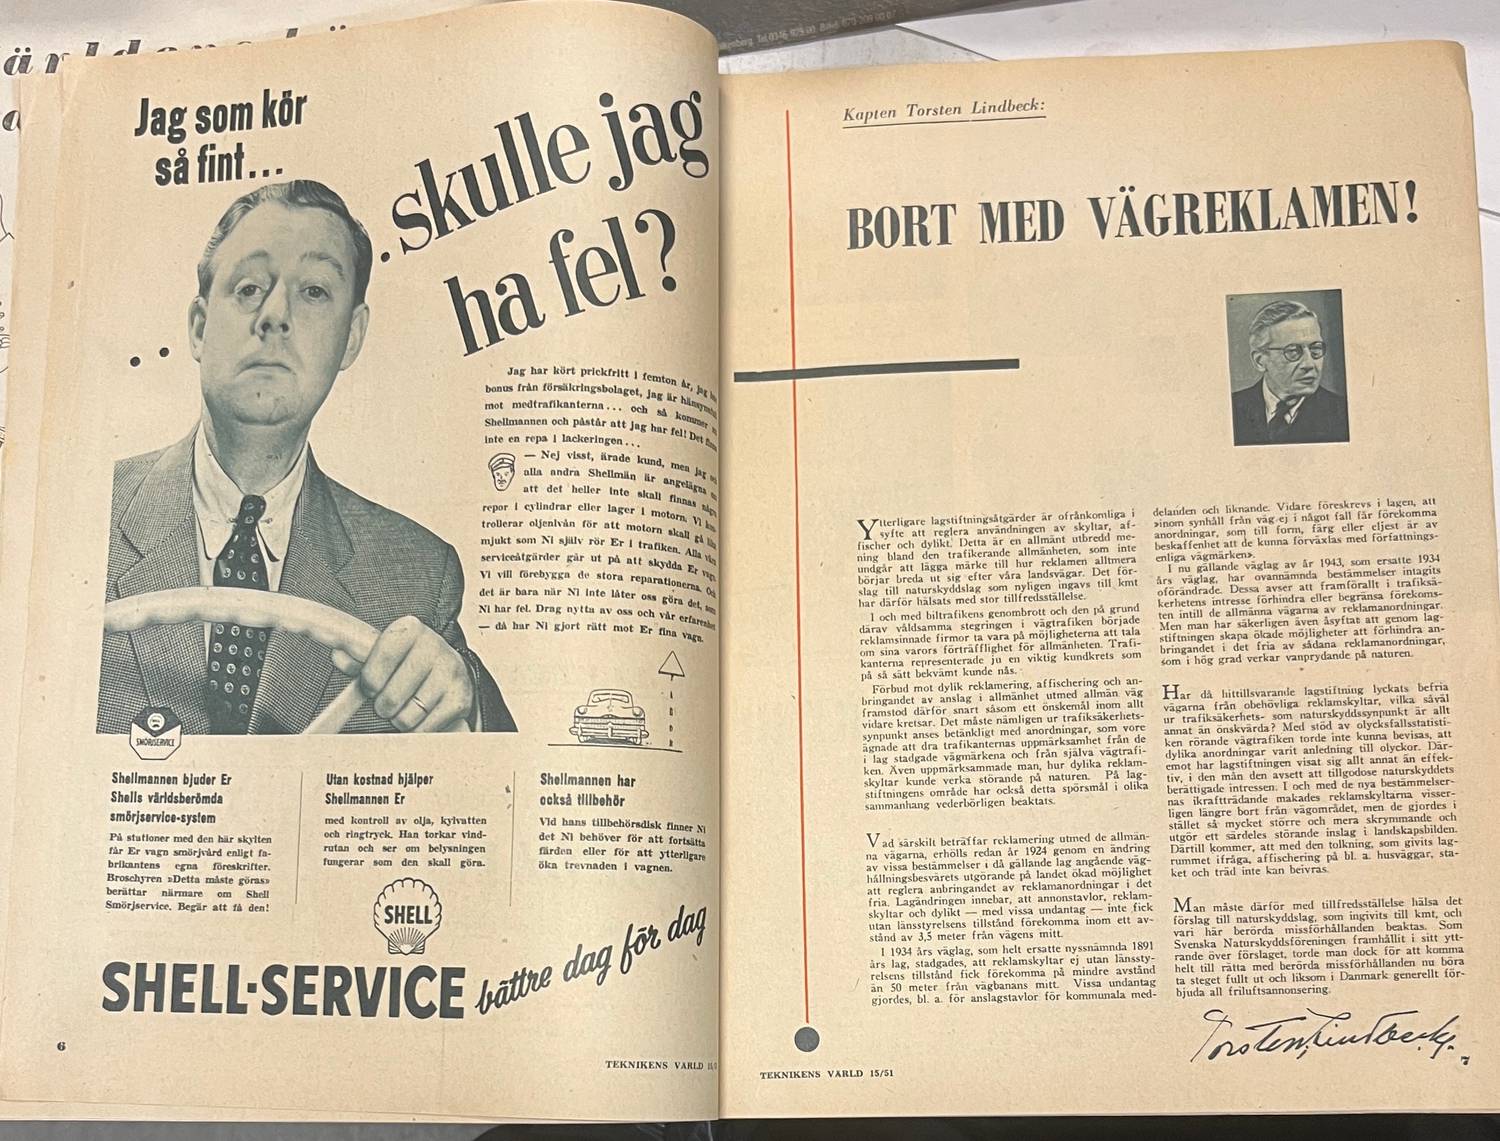 Jag som kör
så fint...
...skulle jag
ha fel?
Jag har kört prickfritt i femton år, jag
bonus från försäkringsbolaget, jag är
mot medtrafikanterna... och så kommer
Shellmannen och påstår att jag har fel! Det
inte en repa i lackeringen...
— Nej visst, ärade kund, men jag
alla andra Shellmän är angelägna
att det heller inte skall finnas
repor i cylindrar eller lager i motorn. Vi
trollerar oljenivån för att motorn skall gå
mjukt som Ni själv rör Er i trafiken. Alla
serviceåtgärder går ut på att skydda Er
Vi vill förebygga de stora reparationerna.
det är bara när Ni inte låter oss göra det, som
Ni har fel. Drag nytta av oss och vår erfarenhet
— då har Ni gjort rätt mot Er fina vagn.
SMÖRJSERVICE
Shellmannen bjuder Er
Shells världsberömda
smörjservice-system
På stationer med den här skylten
får Er vagn smörjvård enligt fa-
brikantens egna föreskrifter.
Broschyren »Detta måste göras»
berättar närmare om Shell
Smörjservice. Begär att få den!
Utan kostnad hjälper
Shellmannen Er
med kontroll av olja, kylvatten
och ringtryck. Han torkar vind-
rutan och ser om belysningen
fungerar som den skall göra.
Shellmannen har
också tillbehör
Vid hans tillbehörsdisk finner Ni
det Ni behöver för att fortsätta
färden eller för att ytterligare
öka trevnaden i vagnen.
SHELL
SHELL-SERVICE bättre dag för dag
6
TEKNIKENS VÄRLD
Kapten Torsten Lindbeck:
BORT MED VÄGREKLAMEN!
Ytterligare lagstiftningsåtgärder är ofrånkomliga i
syfte att reglera användningen av skyltar, af-
fischer och dylikt. Detta är en allmänt utbredd me-
ning bland den trafikerande allmänheten, som inte
undgår att lägga märke till hur reklamen alltmera
börjar breda ut sig efter våra landsvägar. Det för-
slag till naturskyddslag som nyligen ingavs till kmt
har därför hälsats med stor tillfredsställelse.
I och med biltrafikens genombrott och den på grund
därav våldsamma stegringen i vägtrafiken började
reklamsinnade firmor ta vara på möjligheterna att tala
om sina varors förträfflighet för allmänheten. Trafi-
kanterna representerade ju en viktig kundkrets som
på så sätt bekvämt kunde nås.
Förbud mot dylik reklamering, affischering och an-
bringandet av anslag i allmänhet utmed allmän väg
framstod därför snart såsom ett önskemål inom allt
vidare kretsar. Det måste nämligen ur trafiksäkerhets-
synpunkt anses betänkligt med anordningar, som vore
ägnade att dra trafikanternas uppmärksamhet från de
i lag stadgade vägmärkena och från själva vägtrafi-
ken. Även uppmärksammade man, hur dylika reklam-
skyltar kunde verka störande på naturen. På lag-
stiftningens område har också detta spörsmål i olika
sammanhang vederbörligen beaktats.
Vad särskilt beträffar reklamering utmed de allmän-
na vägarna, erhölls redan år 1924 genom en ändring
av vissa bestämmelser i då gällande lag angående väg-
hållningsbesvärets utgörande på landet ökad möjlighet
att reglera anbringandet av reklamanordningar i det
fria. Lagändringen innebar, att annonstavlor, reklam-
skyltar och dylikt — med vissa undantag — inte fick
utan länsstyrelsens tillstånd förekomma inom ett av-
stånd av 3,5 meter från vägens mitt.
I 1934 års väglag, som helt ersatte nyssnämnda 1891
års lag, stadgades, att reklamskyltar ej utan länssty-
relsens tillstånd fick förekomma på mindre avstånd
än 50 meter från vägbanans mitt. Vissa undantag
gjordes, bl. a. för anslagstavlor för kommunala med-
delanden och liknande. Vidare föreskrevs i lagen, att
»inom synhåll från väg ej i något fall får förekomma
anordningar, som till form, färg eller eljest är av
beskaffenhet att de kunna förväxlas med författnings-
enliga vägmärken».
I nu gällande väglag av år 1943, som ersatte 1934
års väglag, har ovannämnda bestämmelser intagits
oförändrade. Dessa avser att framförallt i trafiksä-
kerhetens intresse förhindra eller begränsa förekoms-
ten intill de allmänna vägarna av reklamanordningar.
Men man har säkerligen även åsyftat att genom lag-
stiftningen skapa ökade möjligheter att förhindra an-
bringandet i det fria av sådana reklamanordningar,
som i hög grad verkar vanprydande på naturen.
Har då hittillsvarande lagstiftning lyckats befria
vägarna från obehövliga reklamskyltar, vilka såväl
ur trafiksäkerhets- som naturskyddssynpunkt är allt
annat än önskvärda? Med stöd av olycksfallsstatisti-
ken rörande vägtrafiken torde inte kunna bevisas, att
dylika anordningar varit anledning till olyckor. Där-
emot har lagstiftningen visat sig allt annat än effek-
tiv, i den mån den avsett att tillgodose naturskyddets
berättigade intressen. I och med de nya bestämmelser-
nas ikraftträdande makades reklamskyltarna visser-
ligen längre bort från vägområdet, men de gjordes i
stället så mycket större och mera skrymmande och
utgör ett särdeles störande inslag i landskapsbilden.
Därtill kommer, att med den tolkning, som givits lag-
rummet ifråga, affischering på bl. a. husväggar, sta-
ket och träd inte kan beivras.
Man måste därför med tillfredsställelse hälsa det
förslag till naturskyddslag, som ingivits till kmt, och
vari här berörda missförhållanden beaktas. Som
Svenska Naturskyddsföreningen framhållit i sitt ytt-
rande över förslaget, torde man dock för att komma
helt till rätta med berörda missförhållanden nu böra
ta steget fullt ut och liksom i Danmark generellt för-
bjuda all friluftsannonsering.
Torsten Lindbeck.
TEKNIKENS VÄRLD 15/51
7